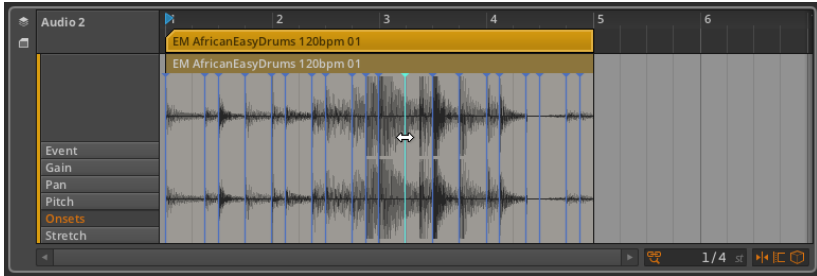 Audio 2
1 2 3 4 5 6
EM AfricanEasyDrums 120bpm 01
EM AfricanEasyDrums 120bpm 01
Event
Gain
Pan
Pitch
Onsets
Stretch
1/4 st